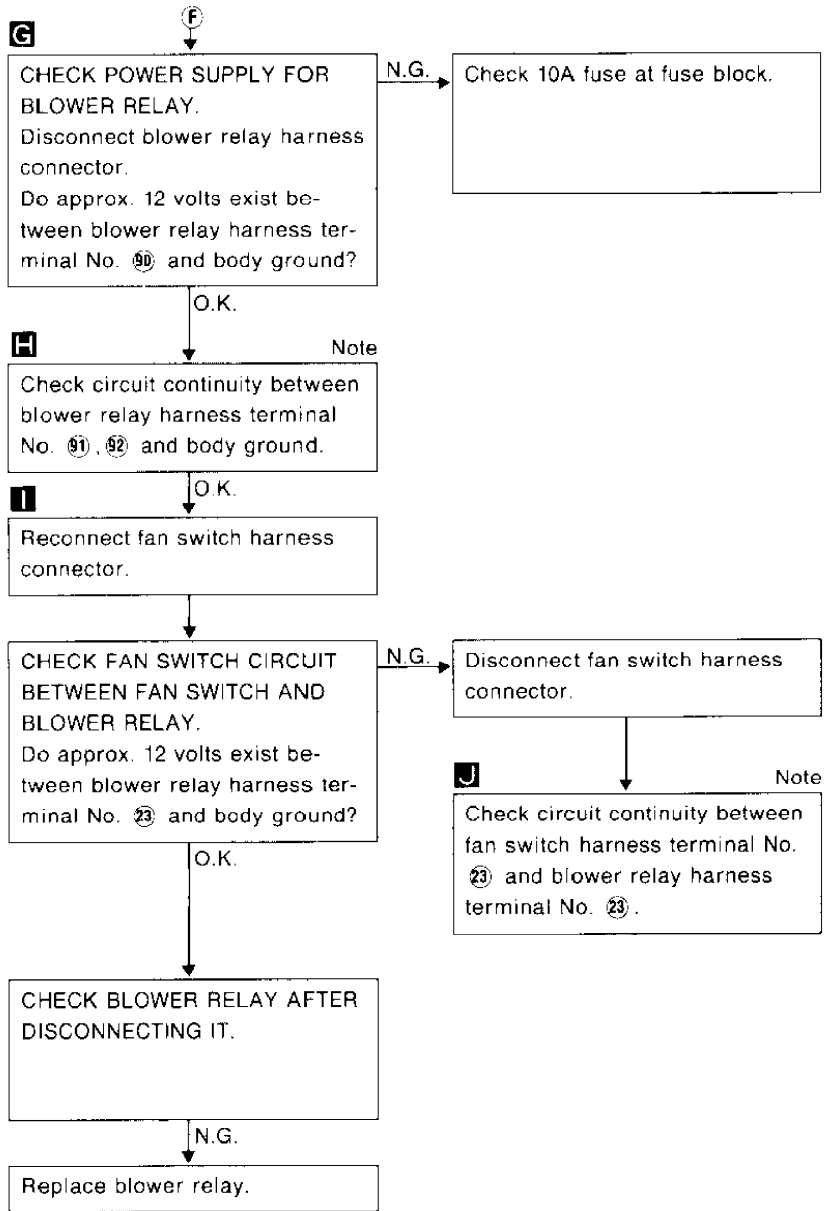 F
G
CHECK POWER SUPPLY FOR
BLOWER RELAY.
Disconnect blower relay harness
connector.
Do approx. 12 volts exist be-
tween blower relay harness ter-
minal No. 90 and body ground?
N.G.
Check 10A fuse at fuse block.
O.K.
H
Note
Check circuit continuity between
blower relay harness terminal
No. 91, 92 and body ground.
O.K.
I
Reconnect fan switch harness
connector.
CHECK FAN SWITCH CIRCUIT
BETWEEN FAN SWITCH AND
BLOWER RELAY.
Do approx. 12 volts exist be-
tween blower relay harness ter-
minal No. 23 and body ground?
N.G.
Disconnect fan switch harness
connector.
J
Note
Check circuit continuity between
fan switch harness terminal No.
23 and blower relay harness
terminal No. 23.
O.K.
CHECK BLOWER RELAY AFTER
DISCONNECTING IT.
N.G.
Replace blower relay.